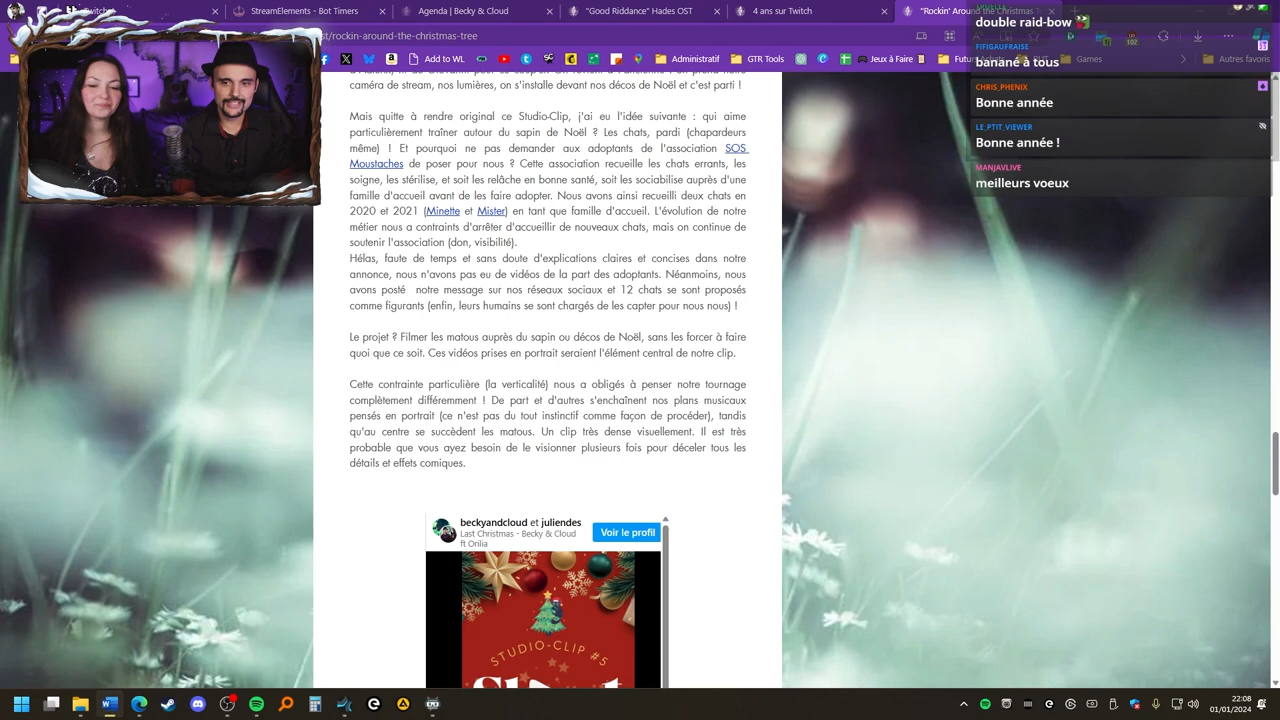 StreamElements - Bot Timers
"Good Riddance" Hades OST
4 ans Twitch
"Rockin' Around the Christmas
st/rockin-around-the-christmas-tree
Add to WL
Administratif
GTR Tools
Jeux à Faire
double raid-bow
102
FIFIGAUFRAISE
banane a tous
Games
CHRIS_PHENIX
Bonne année
LE_PTIT_VIEWER
Bonne année !
MANJAVLIVE
meilleurs voeux
caméra de stream, nos lumières, on s'installe devant nos décos de Noël et c'est parti !
Mais quitte à rendre original ce Studio-Clip, j'ai eu l'idée suivante : qui aime
particulièrement traîner autour du sapin de Noël ? Les chats, pardi (chapardeurs
même) ! Et pourquoi ne pas demander aux adoptants de l'association SOS
Moustaches de poser pour nous ? Cette association recueille les chats errants, les
soigne, les stérilise, et soit les relâche en bonne santé, soit les sociabilise auprès d'une
famille d'accueil avant de les faire adopter. Nous avons ainsi recueilli deux chats en
2020 et 2021 (Minette et Mister) en tant que famille d'accueil. L'évolution de notre
métier nous a contraints d'arrêter d'accueillir de nouveaux chats, mais on continue de
soutenir l'association (don, visibilité).
Hélas, faute de temps et sans doute d'explications claires et concises dans notre
annonce, nous n'avons pas eu de vidéos de la part des adoptants. Néanmoins, nous
avons posté notre message sur nos réseaux sociaux et 12 chats se sont proposés
comme figurants (enfin, leurs humains se sont chargés de les capter pour nous nous) !
Le projet ? Filmer les matous auprès du sapin ou décos de Noël, sans les forcer à faire
quoi que ce soit. Ces vidéos prises en portrait seraient l'élément central de notre clip.
Cette contrainte particulière (la verticalité) nous a obligés à penser notre tournage
complètement différemment ! De part et d'autres s'enchaînent nos plans musicaux
pensés en portrait (ce n'est pas du tout instinctif comme façon de procéder), tandis
qu'au centre se succèdent les matous. Un clip très dense visuellement. Il est très
probable que vous ayez besoin de le visionner plusieurs fois pour déceler tous les
détails et effets comiques.
beckyandcloud et juliendes
Last Christmas - Becky & Cloud
ft Orilia
Voir le profil
STUDIO-CLIP #5
22:08
01/01/2024